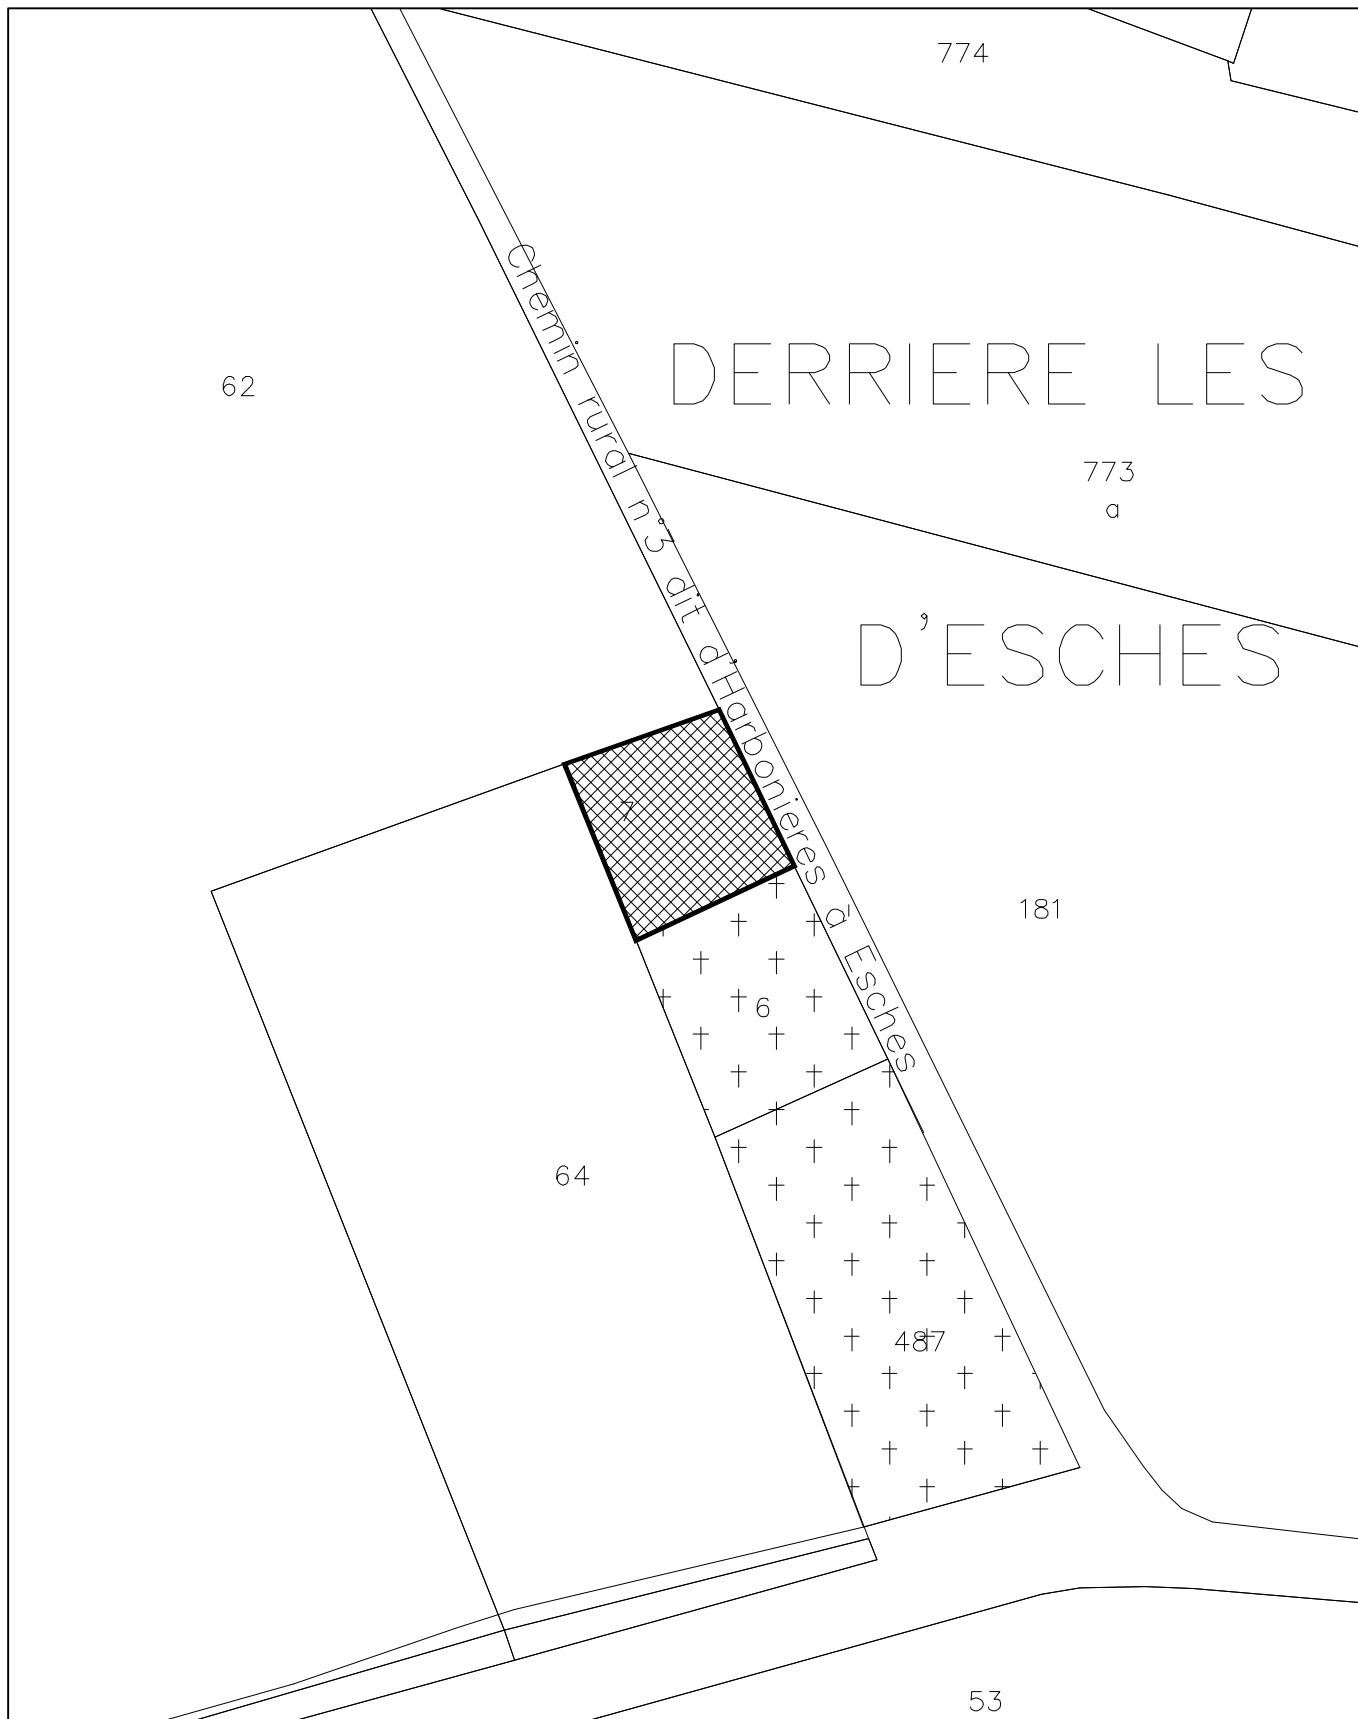 774
Chemin rural n°3 dit d'Harbonieres à Esches
DERRIERE LES
62
773
a
D'ESCHES
7
181
6
64
487
53